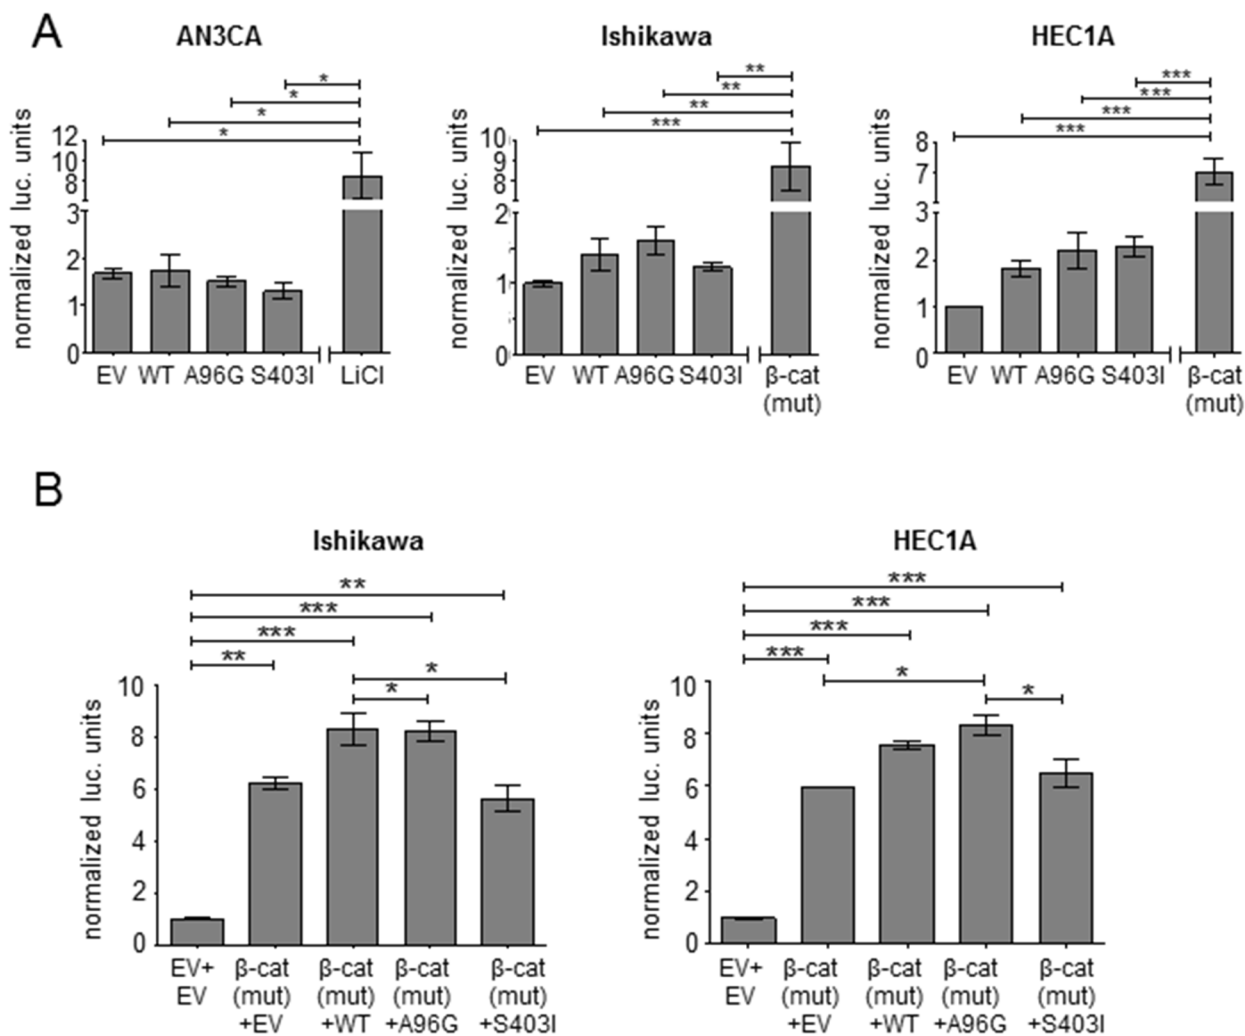 A
AN3CA
Ishikawa
HEC1A
*
*
*
*
normalized luc. units
12
10
8
3
2
1
0
EV WT A96G S403I LiCl
**
**
**
***
normalized luc. units
10
9
8
2
1
0
EV WT A96G S403I β-cat
(mut)
***
***
***
***
normalized luc. units
8
7
3
2
1
0
EV WT A96G S403I β-cat
(mut)
B
Ishikawa
HEC1A
**
***
***
**
*
*
normalized luc. units
10
8
6
4
2
0
EV+ β-cat β-cat β-cat β-cat
EV (mut) (mut) (mut) (mut)
+EV +WT +A96G +S403I
***
***
***
***
*
*
normalized luc. units
10
8
6
4
2
0
EV+ β-cat β-cat β-cat β-cat
EV (mut) (mut) (mut) (mut)
+EV +WT +A96G +S403I